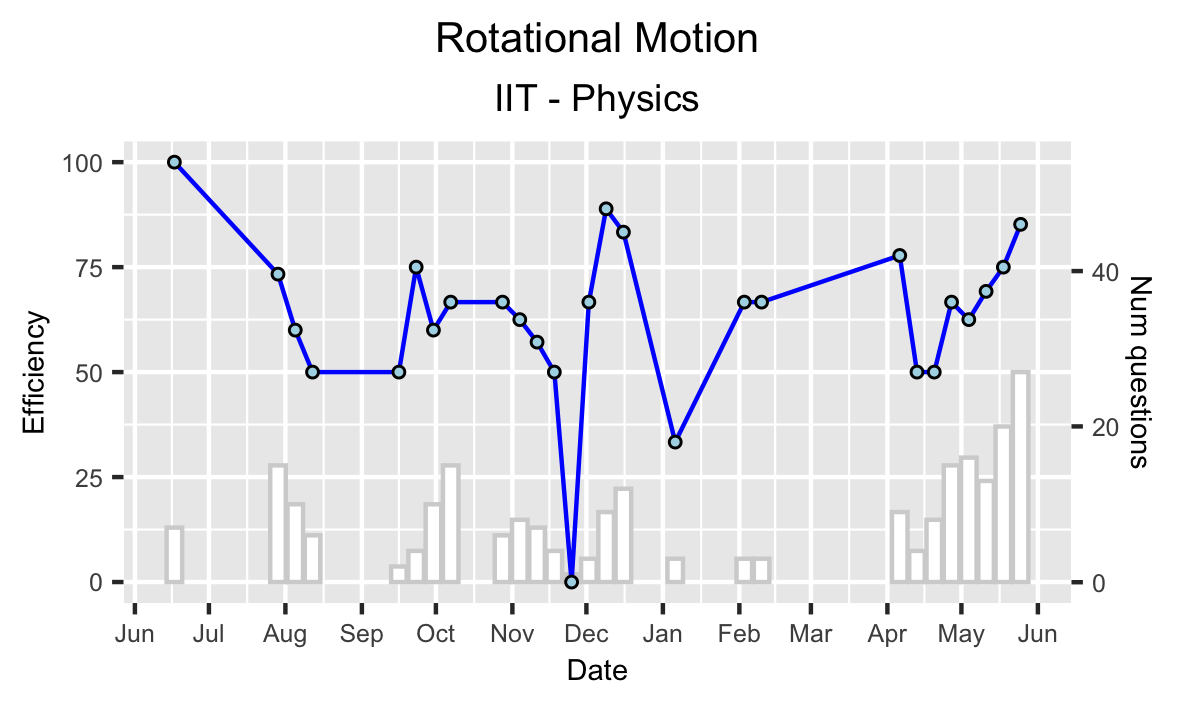 Rotational Motion
IIT - Physics
Efficiency
100
75
50
25
0
Num questions
40
20
0
Jun Jul Aug Sep Oct Nov Dec Jan Feb Mar Apr May Jun
Date